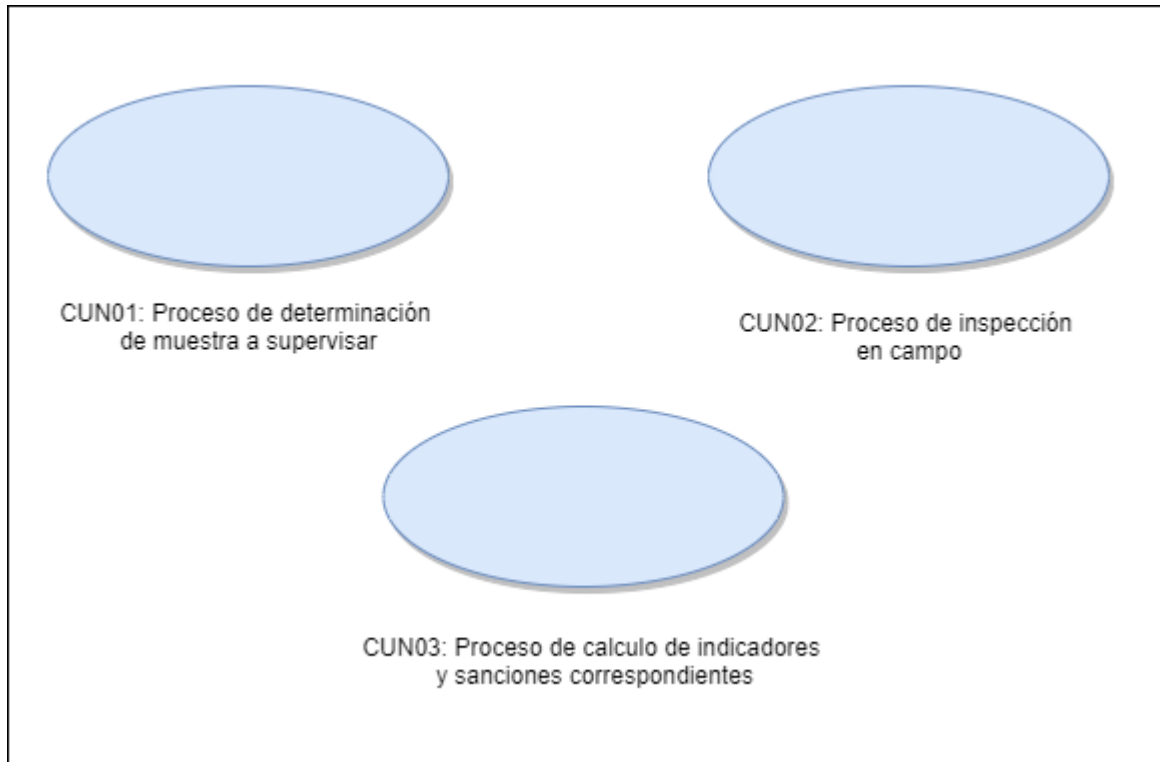 CUN01: Proceso de determinación
de muestra a supervisar
CUN02: Proceso de inspección
en campo
CUN03: Proceso de calculo de indicadores
y sanciones correspondientes